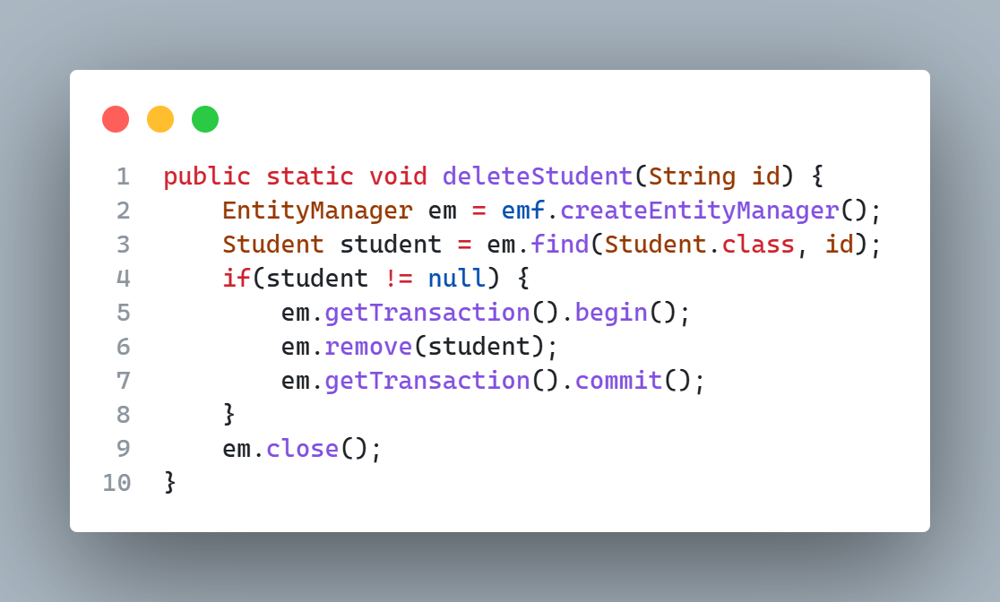 1 public static void deleteStudent(String id) {
2     EntityManager em = emf.createEntityManager();
3     Student student = em.find(Student.class, id);
4     if(student != null) {
5         em.getTransaction().begin();
6         em.remove(student);
7         em.getTransaction().commit();
8     }
9     em.close();
10 }